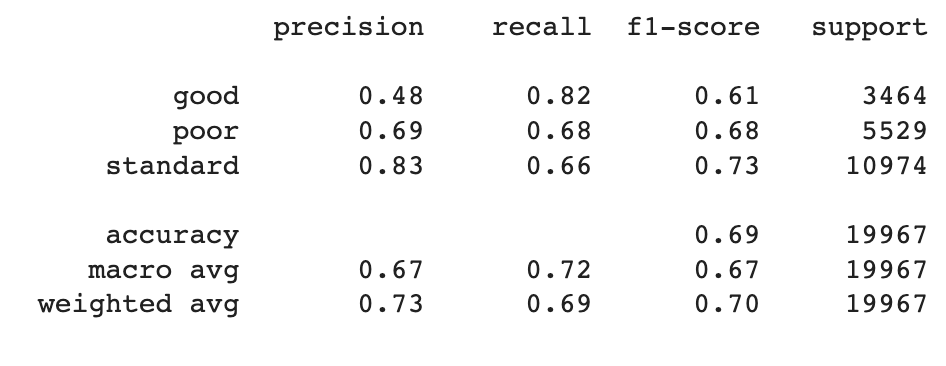 precision recall f1-score support
good 0.48 0.82 0.61 3464
poor 0.69 0.68 0.68 5529
standard 0.83 0.66 0.73 10974
accuracy 0.69 19967
macro avg 0.67 0.72 0.67 19967
weighted avg 0.73 0.69 0.70 19967